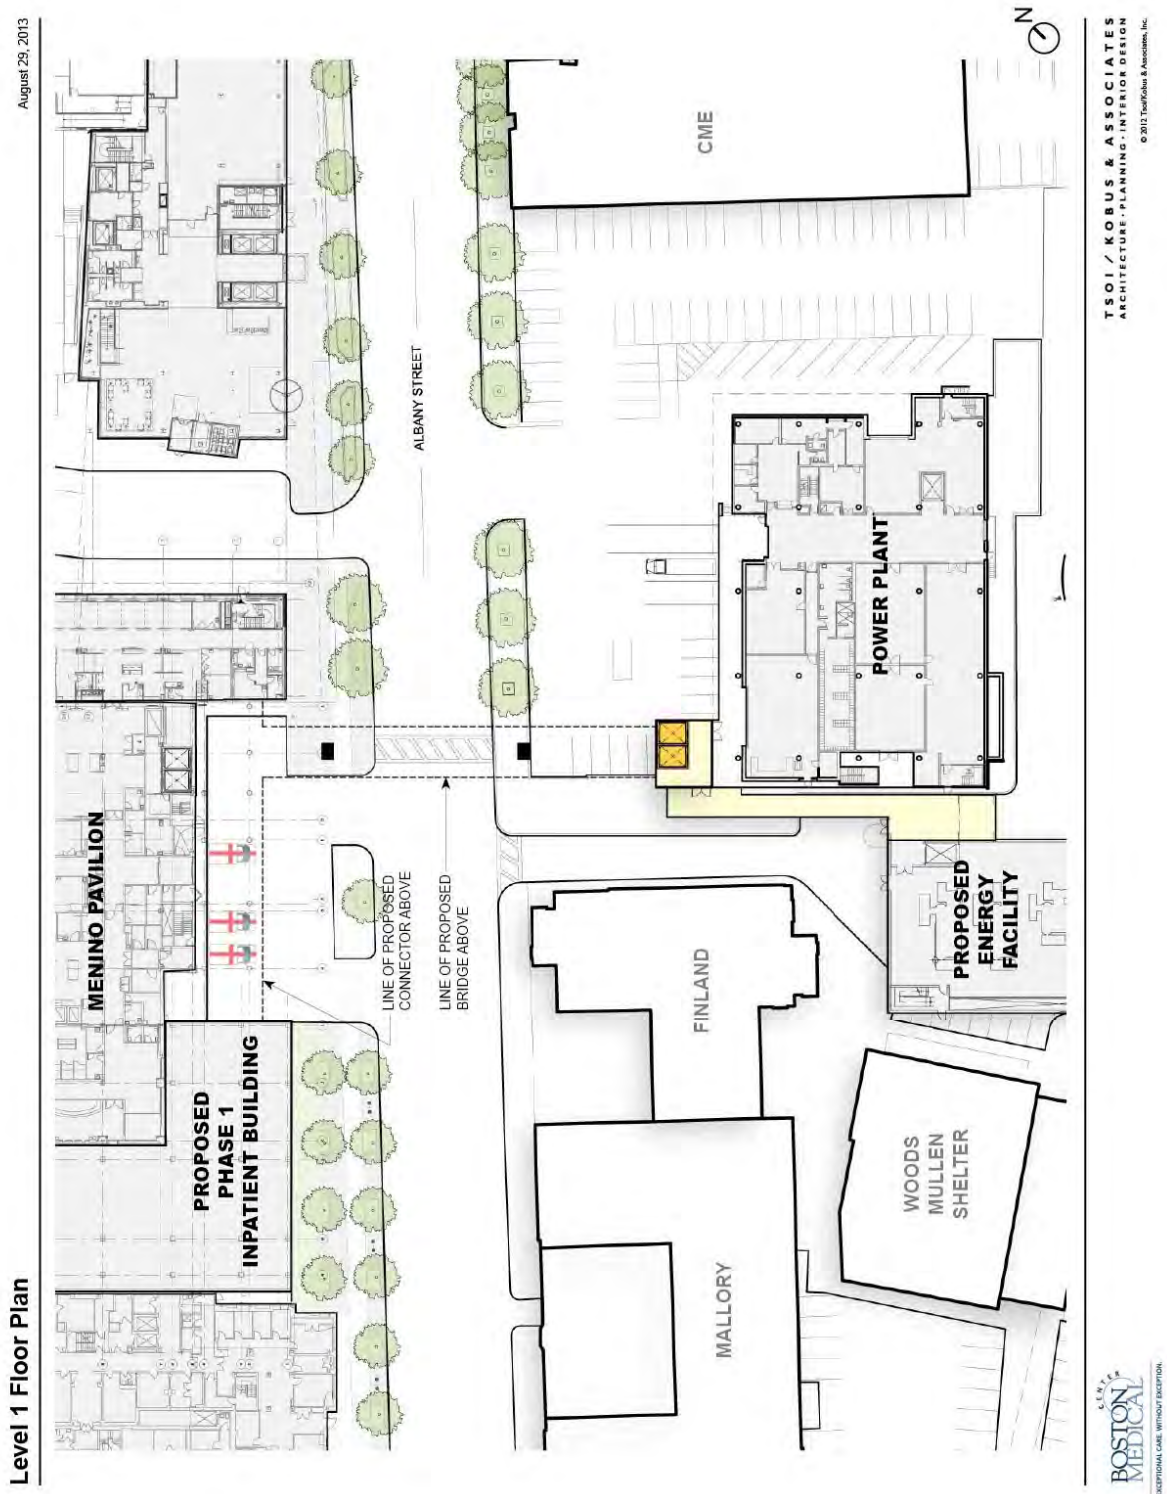 Level 1 Floor Plan
August 29, 2013
MENINO PAVILION
PROPOSED
PHASE 1
INPATIENT BUILDING
LINE OF PROPOSED
CONNECTOR ABOVE
LINE OF PROPOSED
BRIDGE ABOVE
ALBANY STREET
CME
FINLAND
MALLORY
POWER PLANT
PROPOSED
ENERGY
FACILITY
WOODS
MULLEN
SHELTER
N
BOSTON
MEDICAL
CENTER
EXCEPTIONAL CARE. WITHOUT EXCEPTION.
TSOI / KOBUS & ASSOCIATES
ARCHITECTURE · PLANNING · INTERIOR DESIGN
© 2012 Tsoi/Kobus & Associates, Inc.